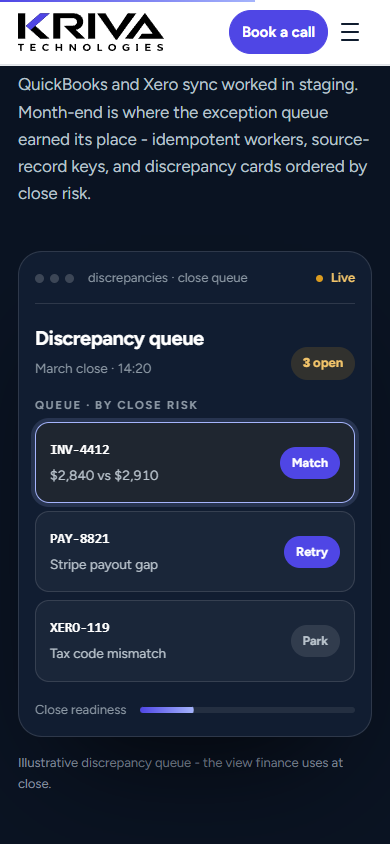 KRIVA
TECHNOLOGIES
Book a call
QuickBooks and Xero sync worked in staging.
Month-end is where the exception queue
earned its place - idempotent workers, source-
record keys, and discrepancy cards ordered by
close risk.
discrepancies · close queue
Live
Discrepancy queue
March close · 14:20
3 open
QUEUE · BY CLOSE RISK
INV-4412
$2,840 vs $2,910
Match
PAY-8821
Stripe payout gap
Retry
XERO-119
Tax code mismatch
Park
Close readiness
Illustrative discrepancy queue - the view finance uses at
close.